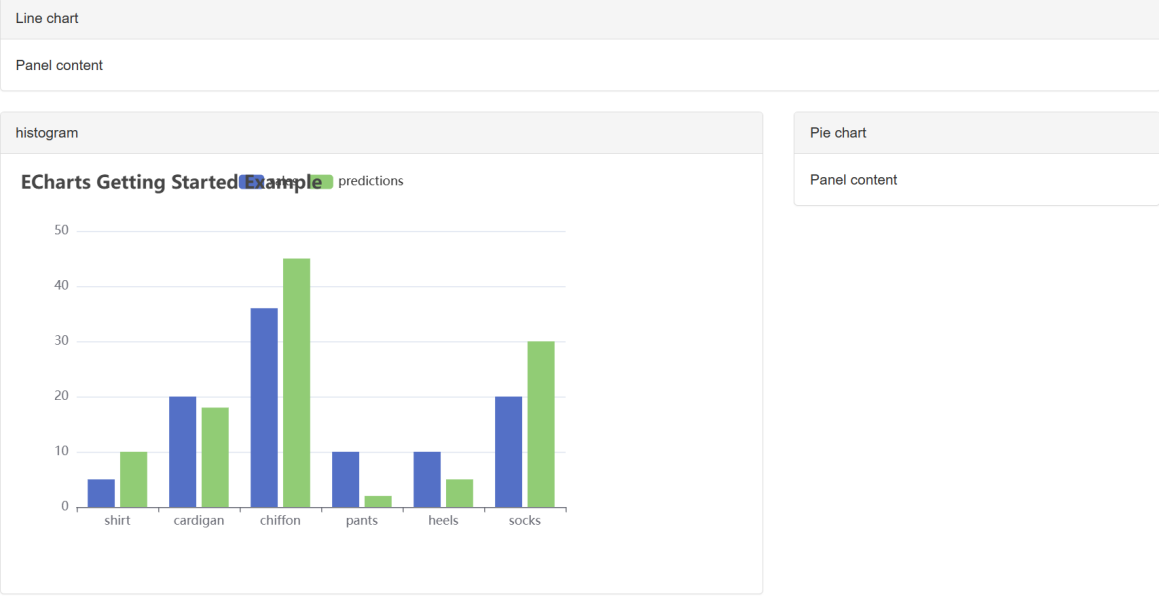 Line chart
Panel content
histogram
Pie chart
ECharts Getting Started Example
sales
predictions
Panel content
50
40
30
20
10
0
shirt cardigan chiffon pants heels socks